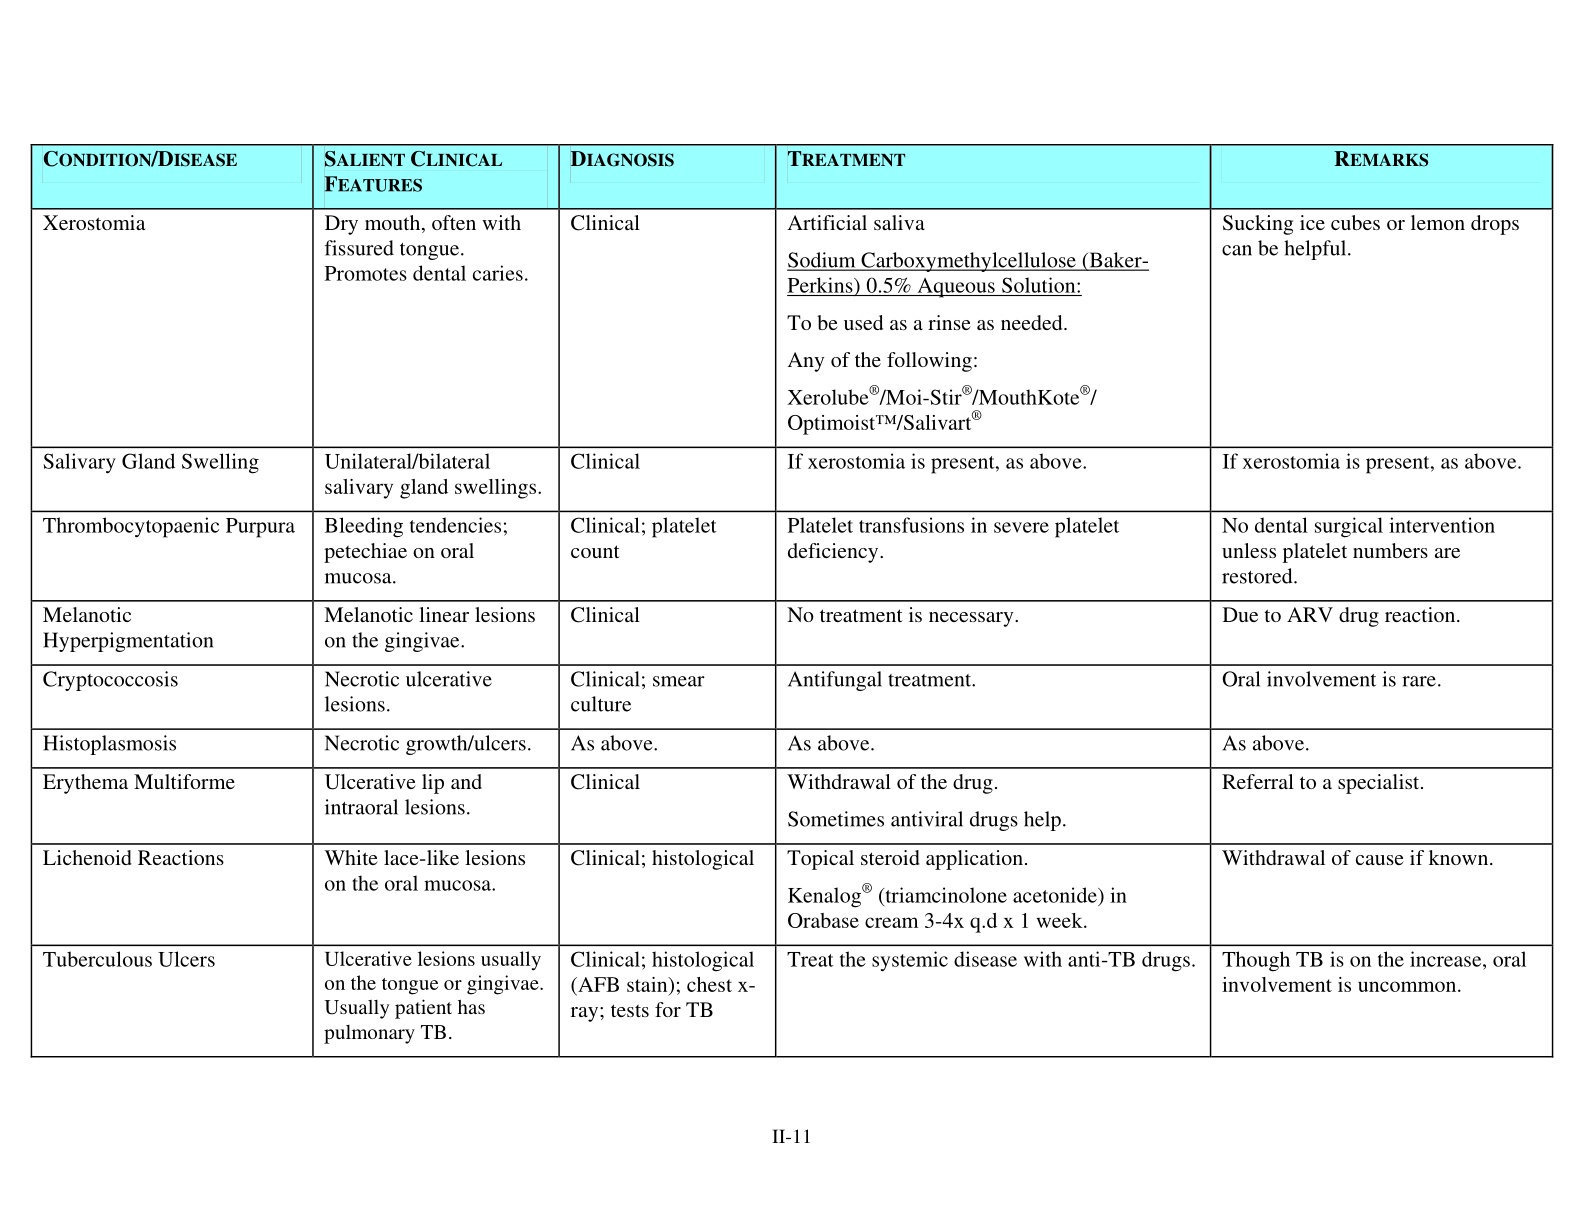 CONDITION/DISEASE
SALIENT CLINICAL
FEATURES
DIAGNOSIS
TREATMENT
REMARKS
Xerostomia
Dry mouth, often with
fissured tongue.
Promotes dental caries.
Clinical
Artificial saliva
Sodium Carboxymethylcellulose (Baker-
Perkins) 0.5% Aqueous Solution:
To be used as a rinse as needed.
Any of the following:
Xerolube®/Moi-Stir®/MouthKote®/
Optimoist™/Salivart®
Sucking ice cubes or lemon drops
can be helpful.
Salivary Gland Swelling
Unilateral/bilateral
salivary gland swellings.
Clinical
If xerostomia is present, as above.
If xerostomia is present, as above.
Thrombocytopaenic Purpura
Bleeding tendencies;
petechiae on oral
mucosa.
Clinical; platelet
count
Platelet transfusions in severe platelet
deficiency.
No dental surgical intervention
unless platelet numbers are
restored.
Melanotic
Hyperpigmentation
Melanotic linear lesions
on the gingivae.
Clinical
No treatment is necessary.
Due to ARV drug reaction.
Cryptococcosis
Necrotic ulcerative
lesions.
Clinical; smear
culture
Antifungal treatment.
Oral involvement is rare.
Histoplasmosis
Necrotic growth/ulcers.
As above.
As above.
As above.
Erythema Multiforme
Ulcerative lip and
intraoral lesions.
Clinical
Withdrawal of the drug.
Sometimes antiviral drugs help.
Referral to a specialist.
Lichenoid Reactions
White lace-like lesions
on the oral mucosa.
Clinical; histological
Topical steroid application.
Kenalog® (triamcinolone acetonide) in
Orabase cream 3-4x q.d x 1 week.
Withdrawal of cause if known.
Tuberculous Ulcers
Ulcerative lesions usually
on the tongue or gingivae.
Usually patient has
pulmonary TB.
Clinical; histological
(AFB stain); chest x-
ray; tests for TB
Treat the systemic disease with anti-TB drugs.
Though TB is on the increase, oral
involvement is uncommon.
II-11